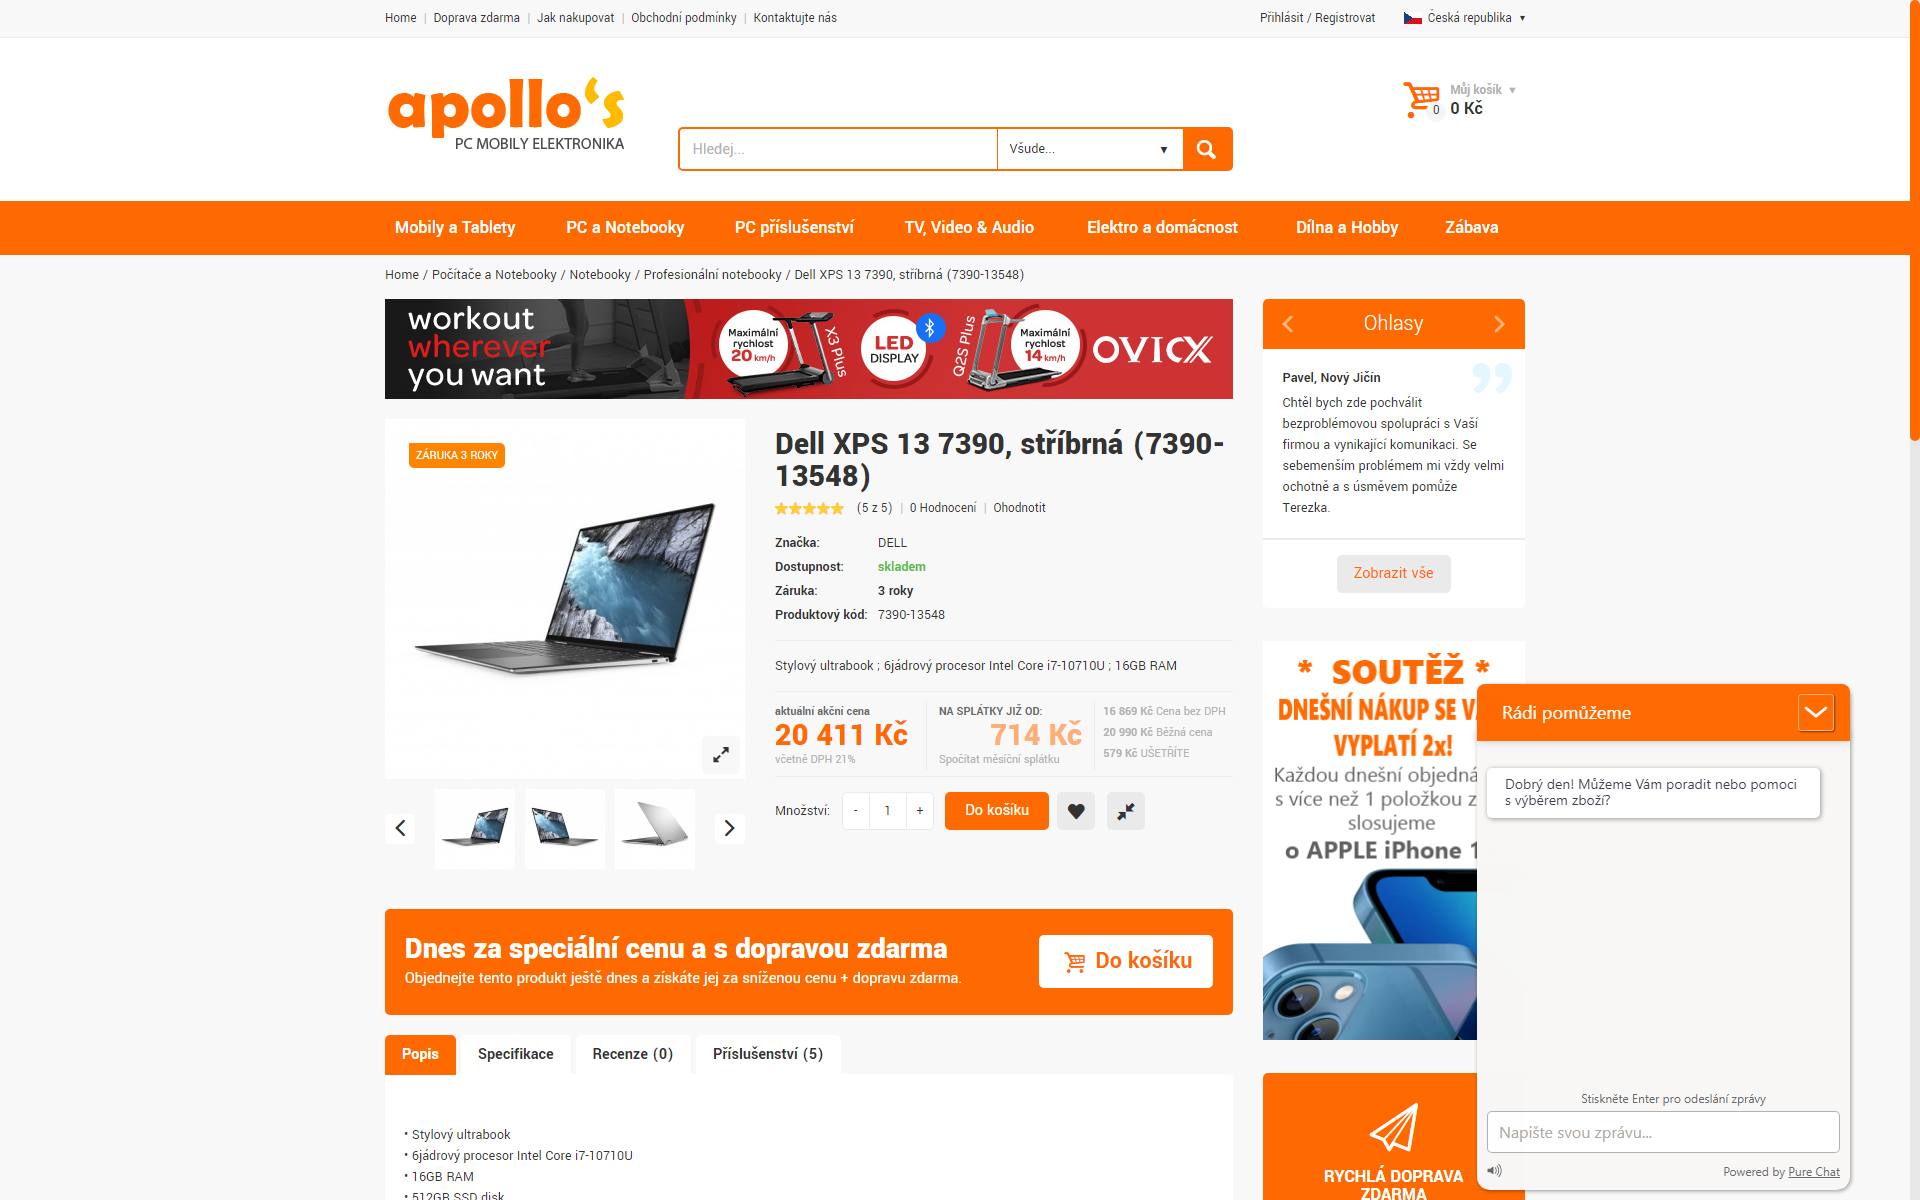 Home | Doprava zdarma | Jak nakupovat | Obchodní podmínky | Kontaktujte nás
Přihlásit / Registrovat
Česká republika
apollo's
PC MOBILY ELEKTRONIKA
Hledej...
Všude...
Můj košík
0
0 Kč
Mobily a Tablety
PC a Notebooky
PC příslušenství
TV, Video & Audio
Elektro a domácnost
Dílna a Hobby
Zábava
Home / Počítače a Notebooky / Notebooky / Profesionální notebooky / Dell XPS 13 7390, stříbrná (7390-13548)
workout
wherever
you want
Maximální
rychlost
20 km/h
X3 Plus
LED
DISPLAY
Q2S Plus
Maximální
rychlost
14 km/h
OVICX
ZÁRUKA 3 ROKY
Dell XPS 13 7390, stříbrná (7390-
13548)
(5 z 5) | 0 Hodnocení | Ohodnotit
Značka: DELL
Dostupnost: skladem
Záruka: 3 roky
Produktový kód: 7390-13548
Stylový ultrabook ; 6jádrový procesor Intel Core i7-10710U ; 16GB RAM
aktuální akční cena
20 411 Kč
včetně DPH 21%
NA SPLÁTKY JIŽ OD:
714 Kč
Spočítat měsíční splátku
16 869 Kč Cena bez DPH
20 990 Kč Běžná cena
579 Kč UŠETŘÍTE
Množství: - 1 + Do košíku
Dnes za speciální cenu a s dopravou zdarma
Objednejte tento produkt ještě dnes a získáte jej za sníženou cenu + dopravu zdarma.
Do košíku
Popis
Specifikace
Recenze (0)
Příslušenství (5)
• Stylový ultrabook
• 6jádrový procesor Intel Core i7-10710U
• 16GB RAM
• 512GB SSD disk
Ohlasy
Pavel, Nový Jičín
Chtěl bych zde pochválit
bezproblémovou spolupráci s Vaší
firmou a vynikající komunikaci. Se
sebemenším problémem mi vždy velmi
ochotně a s úsměvem pomůže
Terezka.
Zobrazit vše
* SOUTĚŽ *
DNEŠNÍ NÁKUP SE V
VYPLATÍ 2x!
Každou dnešní objedná
s více než 1 položkou z
slosujeme
o APPLE iPhone 1
RYCHLÁ DOPRAVA
ZDARMA
Rádi pomůžeme
Dobrý den! Můžeme Vám poradit nebo pomoci
s výběrem zboží?
Stiskněte Enter pro odeslání zprávy
Napište svou zprávu...
Powered by Pure Chat